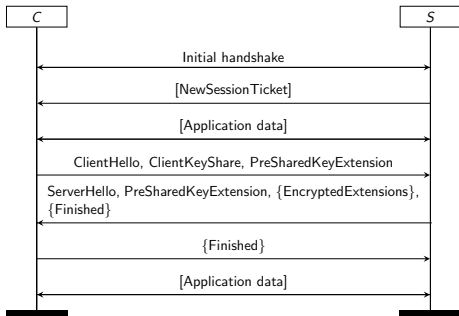 C S
Initial handshake
[NewSessionTicket]
[Application data]
ClientHello, ClientKeyShare, PreSharedKeyExtension
ServerHello, PreSharedKeyExtension, {EncryptedExtensions},
{Finished}
{Finished}
[Application data]